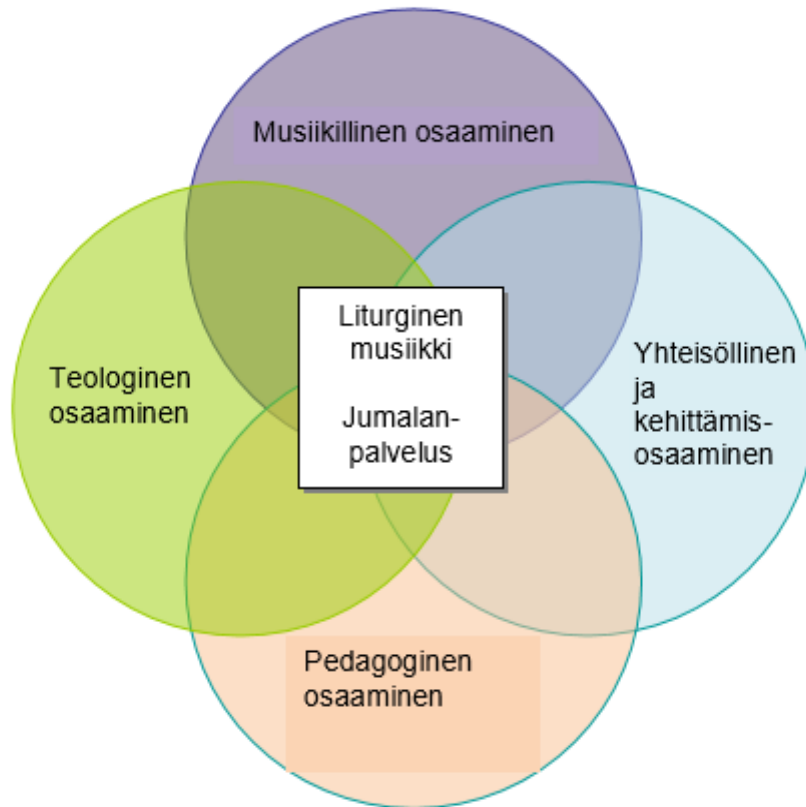 Musiikillinen osaaminen
Liturginen
musiikki
Jumalan-
palvelus
Teologinen
osaaminen
Yhteisöllinen
ja
kehittämis-
osaaminen
Pedagoginen
osaaminen